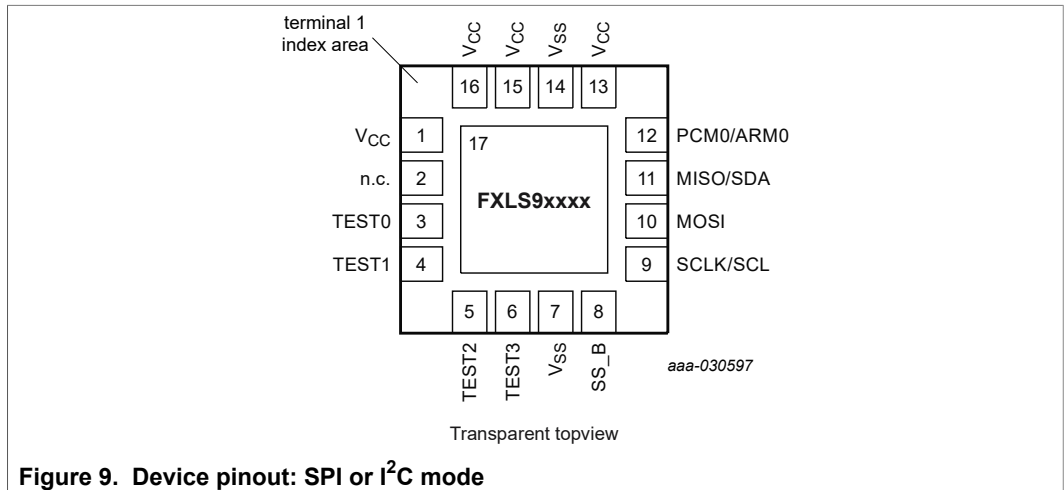 terminal 1
index area
VCC VCC VSS VCC
16 15 14 13
VCC 1 17 12 PCM0/ARM0
n.c. 2 11 MISO/SDA
FXLS9xxxx
TEST0 3 10 MOSI
TEST1 4 9 SCLK/SCL
5 6 7 8
TEST2 TEST3 VSS SS_B
aaa-030597
Transparent topview
Figure 9. Device pinout: SPI or I2C mode